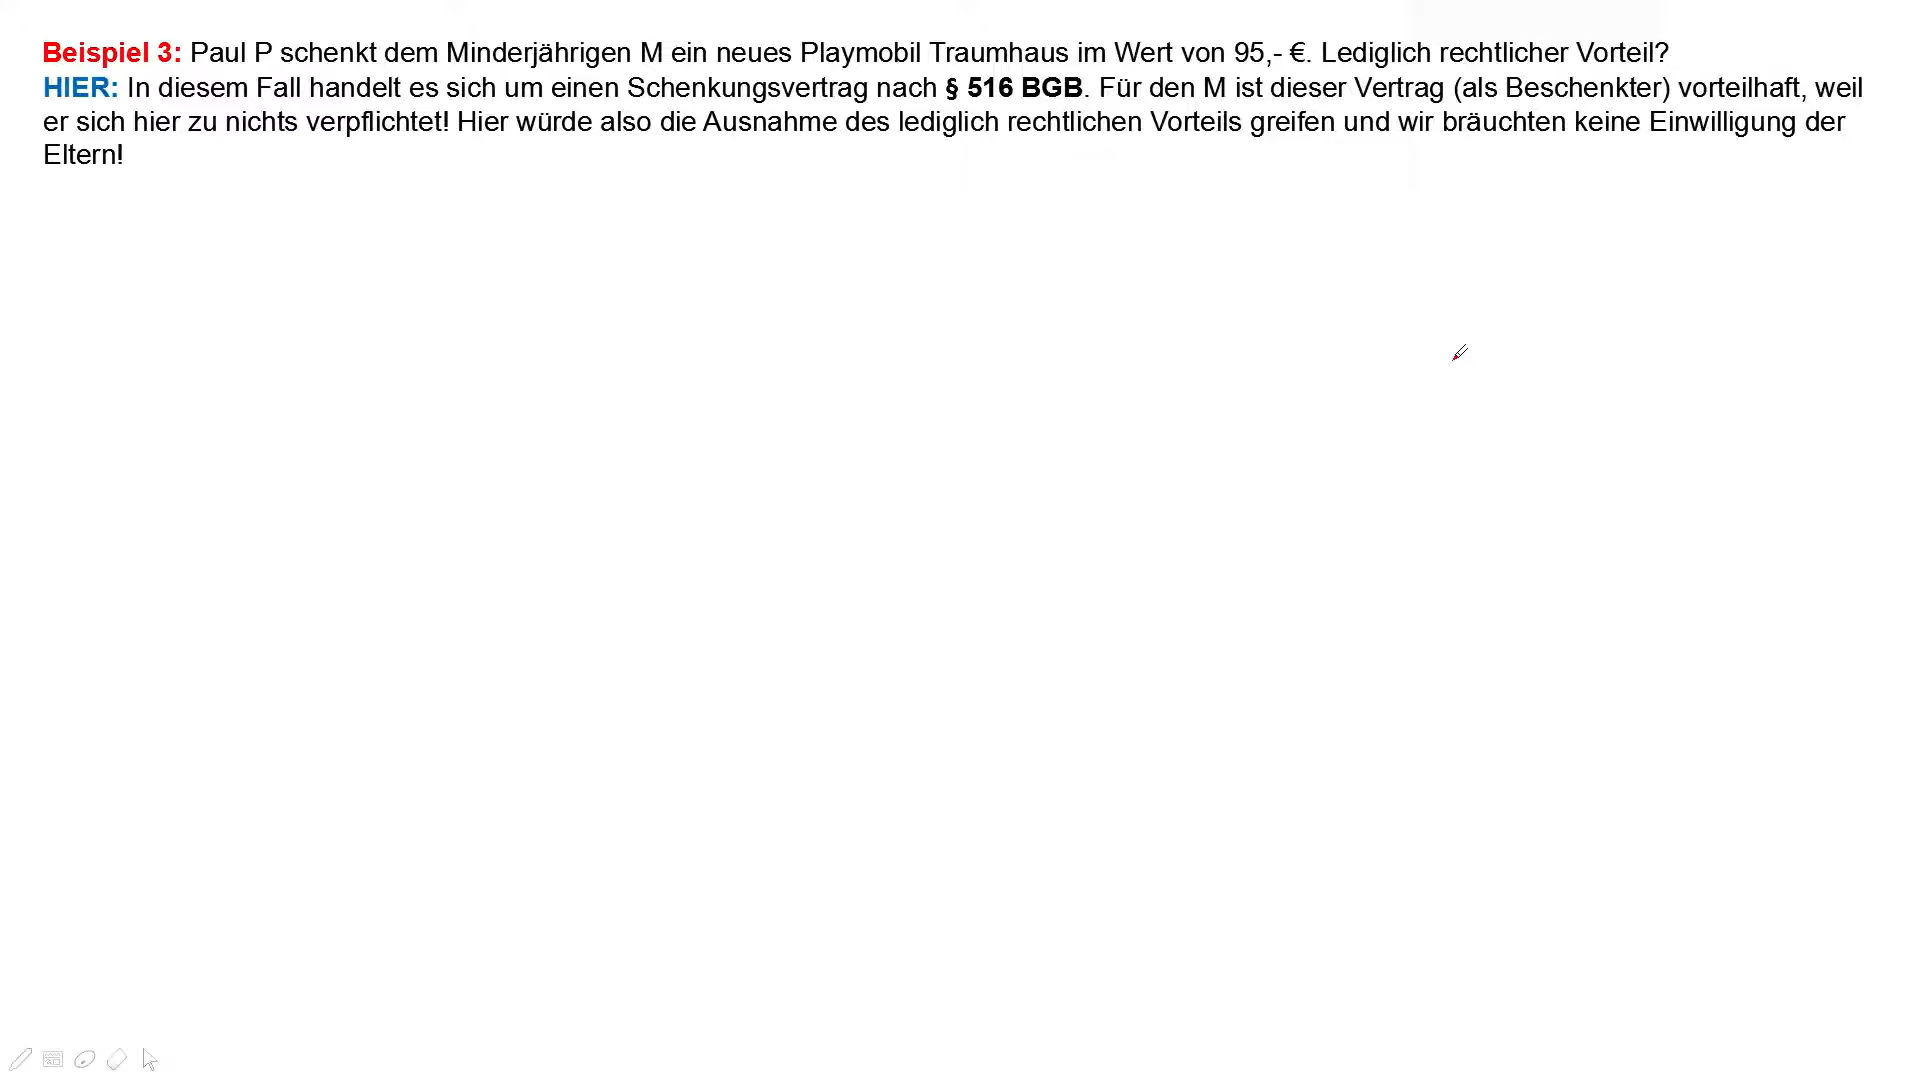 Beispiel 3: Paul P schenkt dem Minderjährigen M ein neues Playmobil Traumhaus im Wert von 95,- €. Lediglich rechtlicher Vorteil?
HIER: In diesem Fall handelt es sich um einen Schenkungsvertrag nach § 516 BGB. Für den M ist dieser Vertrag (als Beschenkter) vorteilhaft, weil
er sich hier zu nichts verpflichtet! Hier würde also die Ausnahme des lediglich rechtlichen Vorteils greifen und wir bräuchten keine Einwilligung der
Eltern!